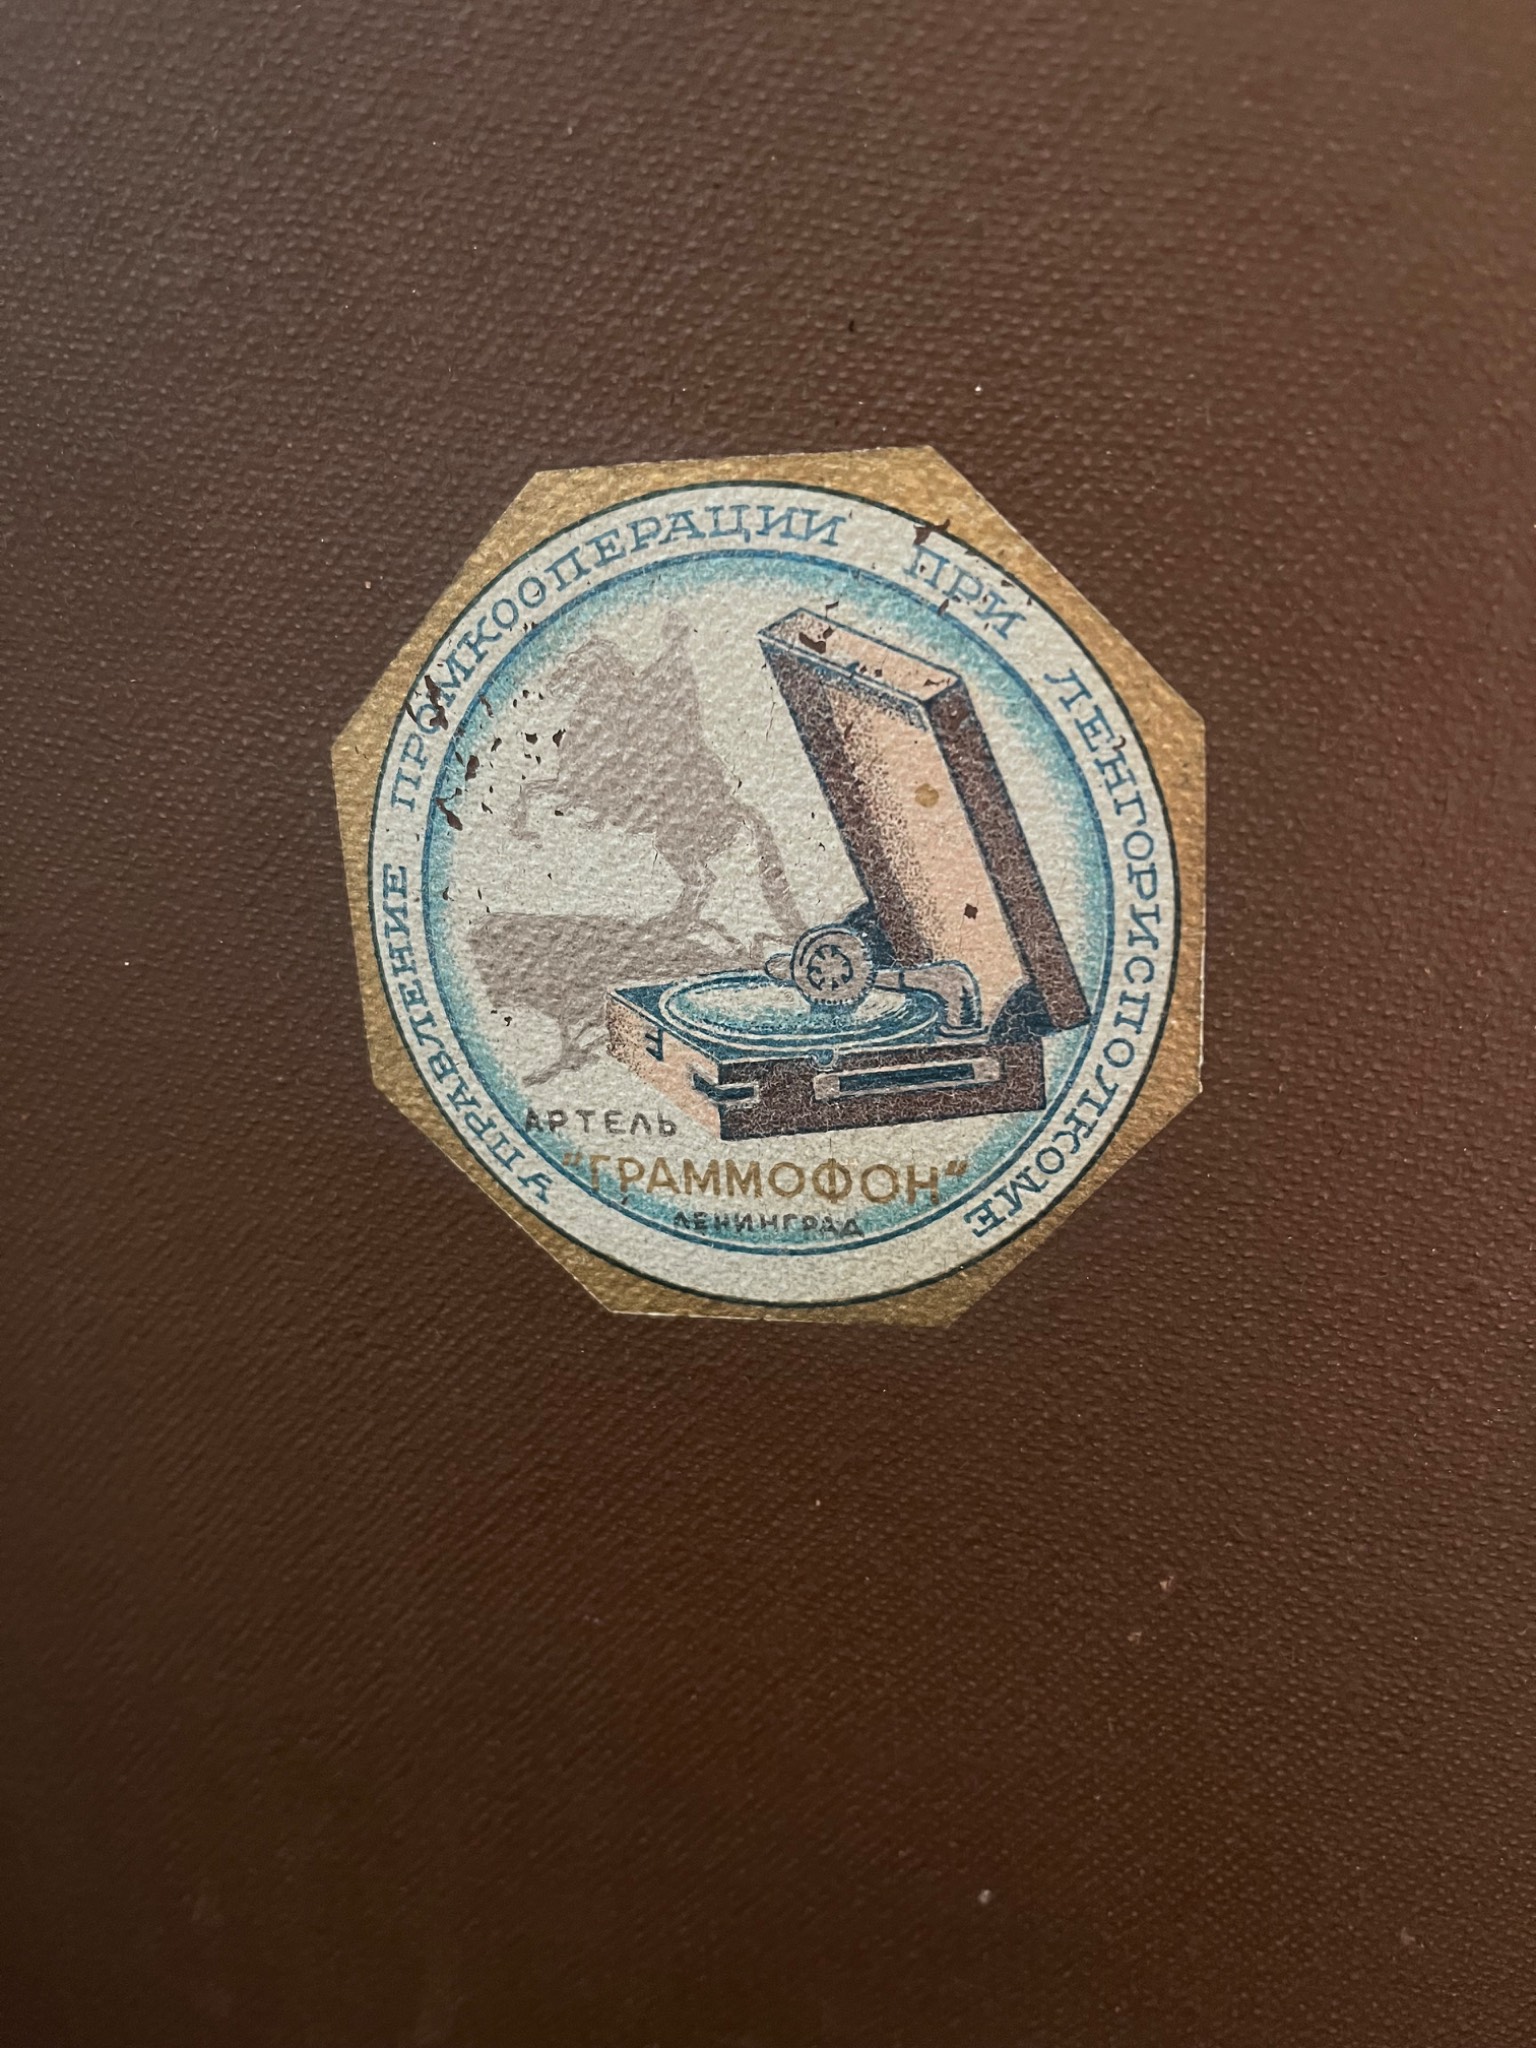 УПРАВЛЕНИЕ ПРОМКООПЕРАЦИИ ПРИ ЛЕНГОРИСПОЛКОМЕ
АРТЕЛЬ
"ГРАММОФОН"
ЛЕНИНГРАД